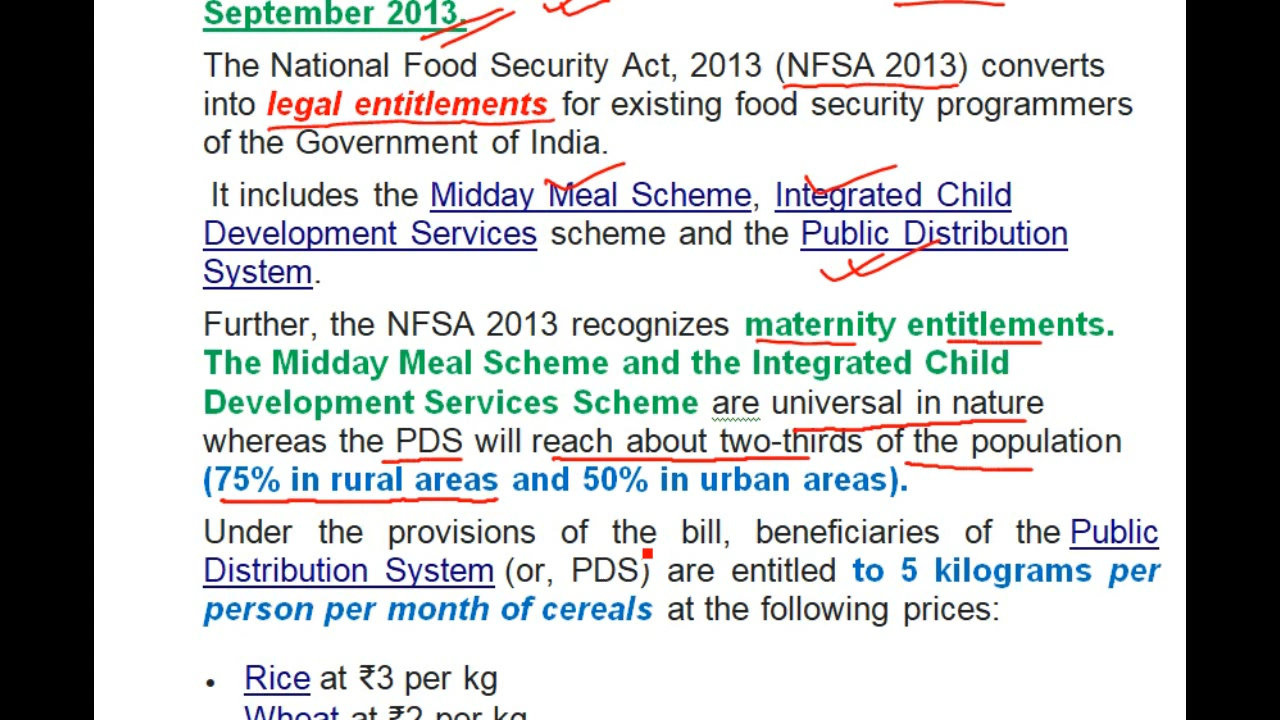 September 2013.
The National Food Security Act, 2013 (NFSA 2013) converts
into legal entitlements for existing food security programmers
of the Government of India.
It includes the Midday Meal Scheme, Integrated Child
Development Services scheme and the Public Distribution
System.
Further, the NFSA 2013 recognizes maternity entitlements.
The Midday Meal Scheme and the Integrated Child
Development Services Scheme are universal in nature
whereas the PDS will reach about two-thirds of the population
(75% in rural areas and 50% in urban areas).
Under the provisions of the bill, beneficiaries of the Public
Distribution System (or, PDS) are entitled to 5 kilograms per
person per month of cereals at the following prices:
• Rice at ₹3 per kg
Wheat at ₹2 per kg